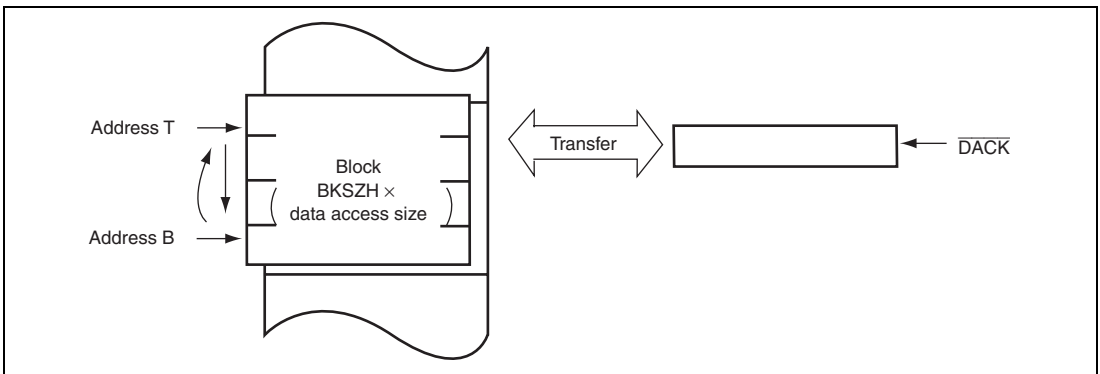 Address T
Transfer
DACK
Block
BKSZH ×
data access size
Address B